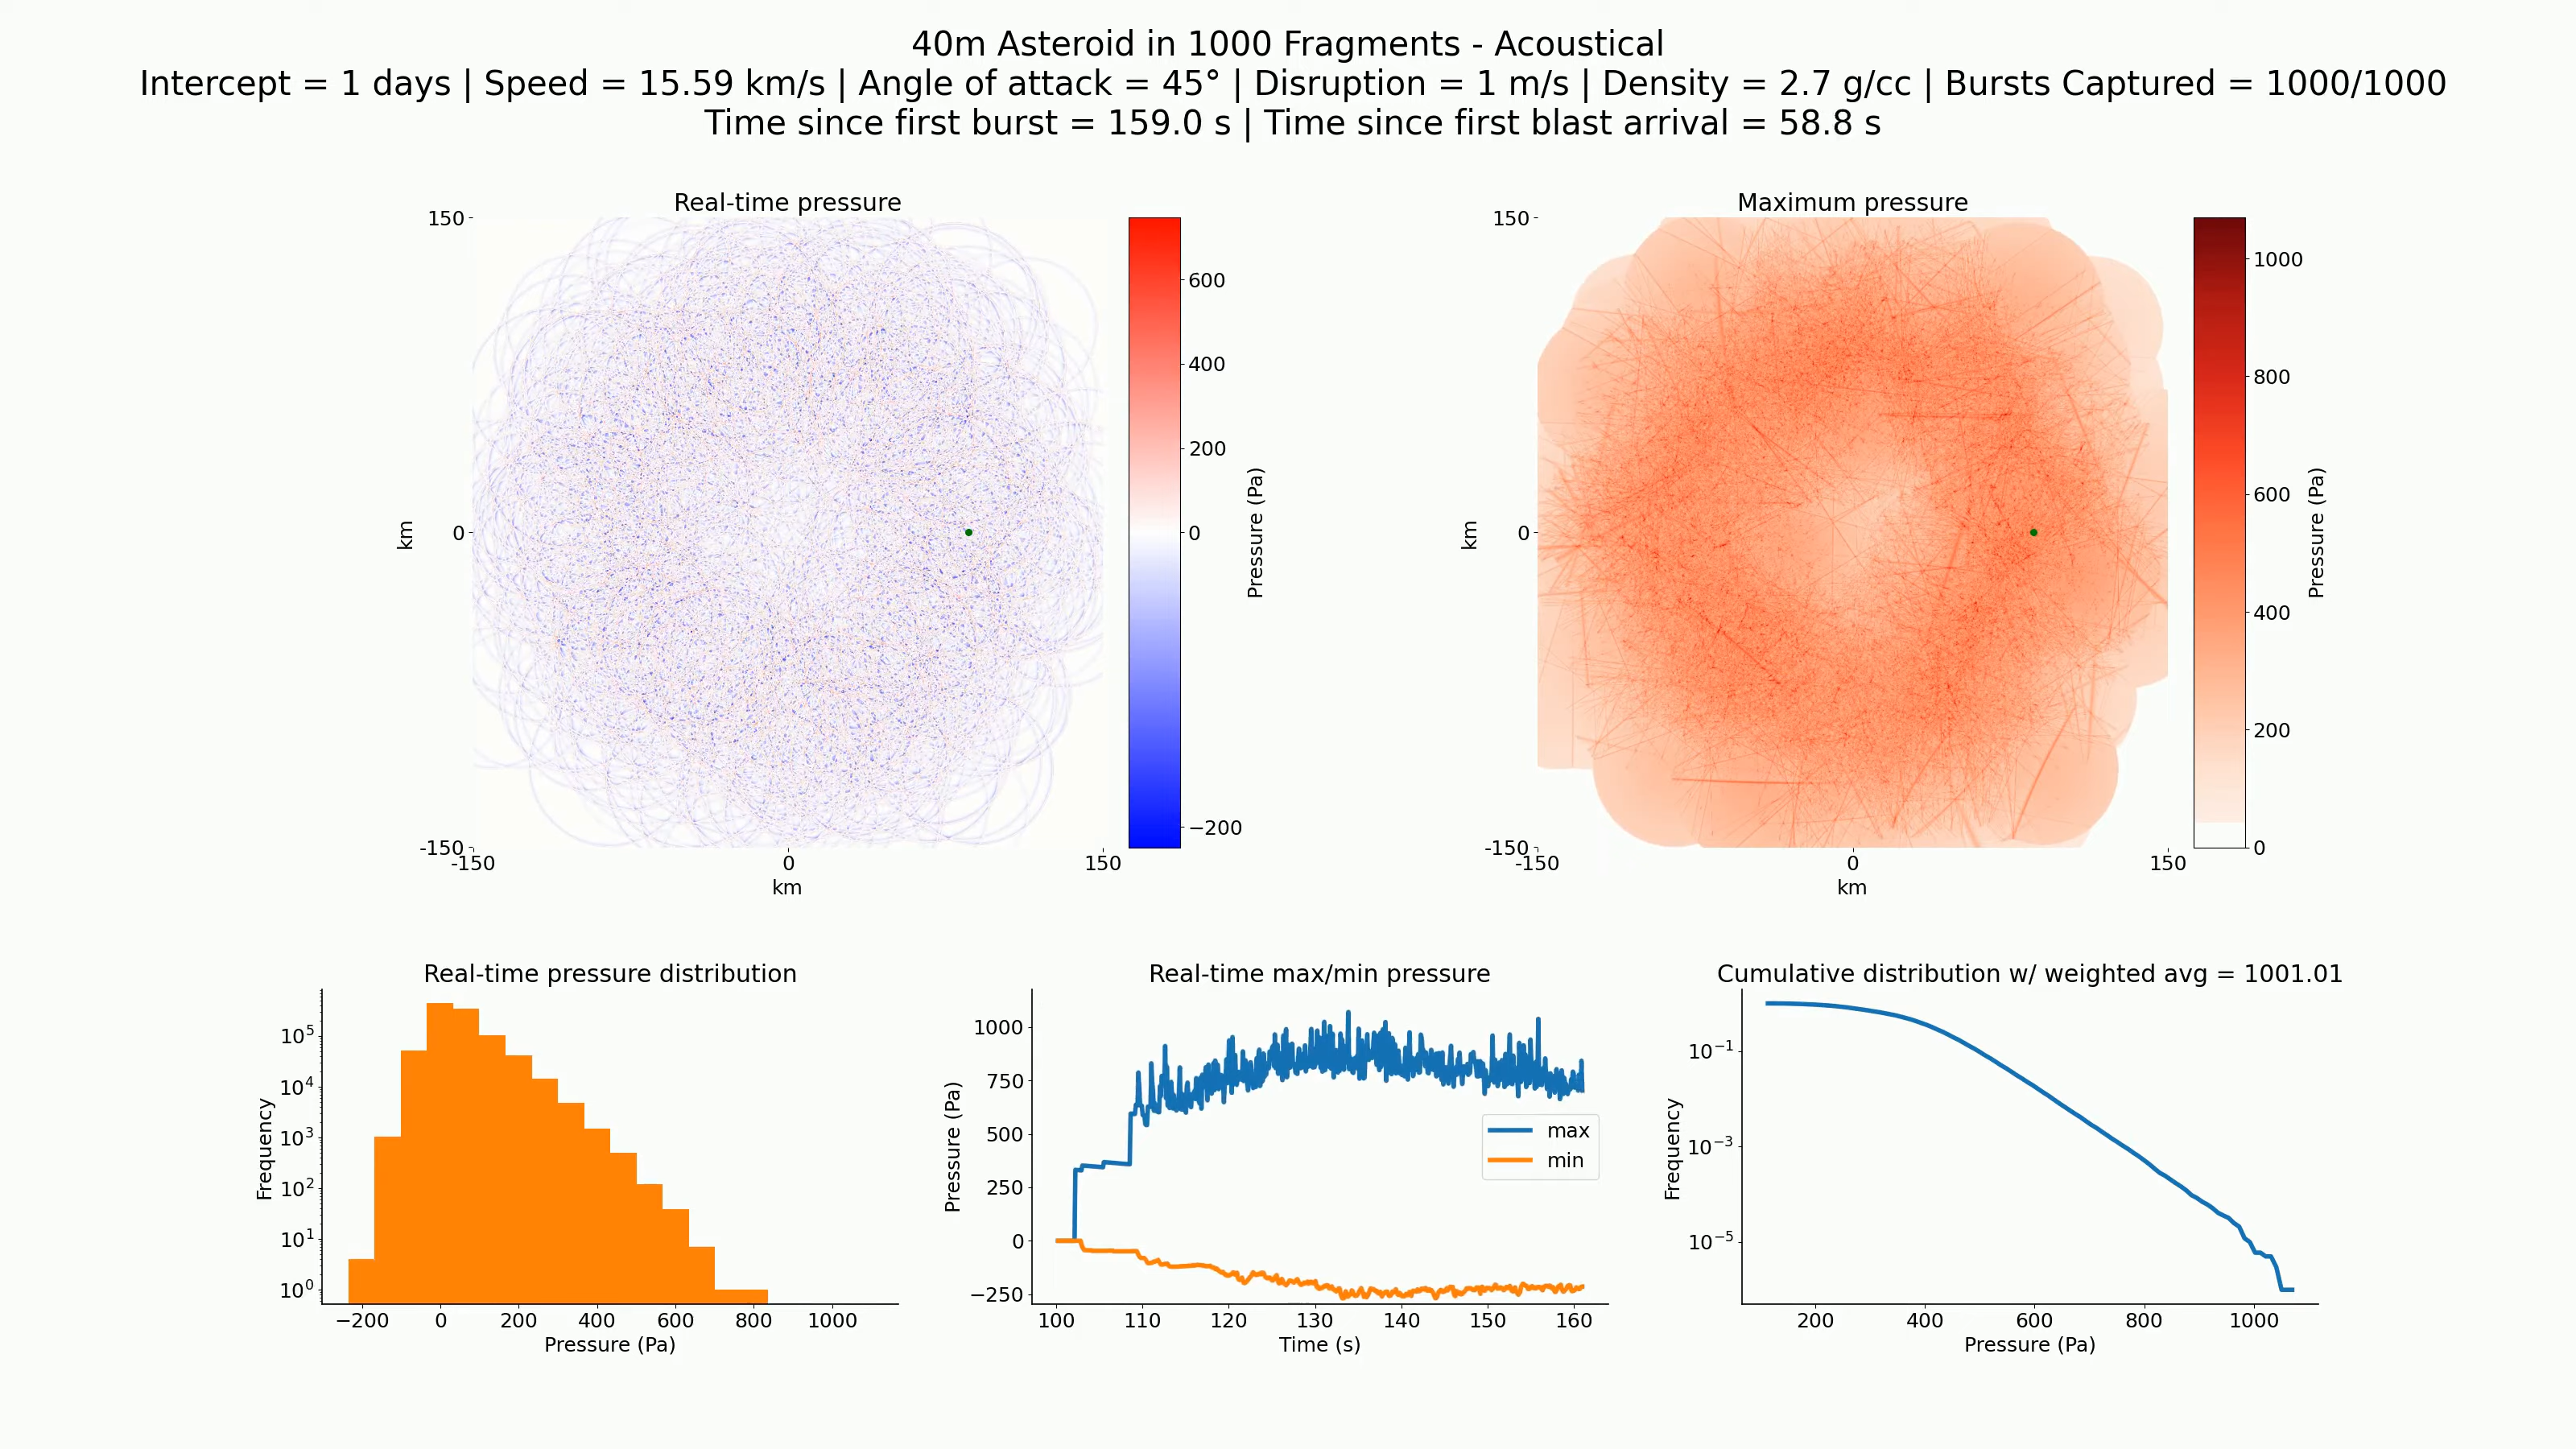 40m Asteroid in 1000 Fragments - Acoustical
Intercept = 1 days | Speed = 15.59 km/s | Angle of attack = 45° | Disruption = 1 m/s | Density = 2.7 g/cc | Bursts Captured = 1000/1000
Time since first burst = 159.0 s | Time since first blast arrival = 58.8 s
Real-time pressure
150
0
-150
km
-150
0
150
km
600
400
200
0
−200
Pressure (Pa)
Maximum pressure
150
0
-150
km
-150
0
150
km
1000
800
600
400
200
0
Pressure (Pa)
Real-time pressure distribution
10⁵
10⁴
10³
10²
10¹
10⁰
Frequency
−200
0
200
400
600
800
1000
Pressure (Pa)
Real-time max/min pressure
1000
750
500
250
0
−250
Pressure (Pa)
max
min
100
110
120
130
140
150
160
Time (s)
Cumulative distribution w/ weighted avg = 1001.01
10⁻¹
10⁻³
10⁻⁵
Frequency
200
400
600
800
1000
Pressure (Pa)